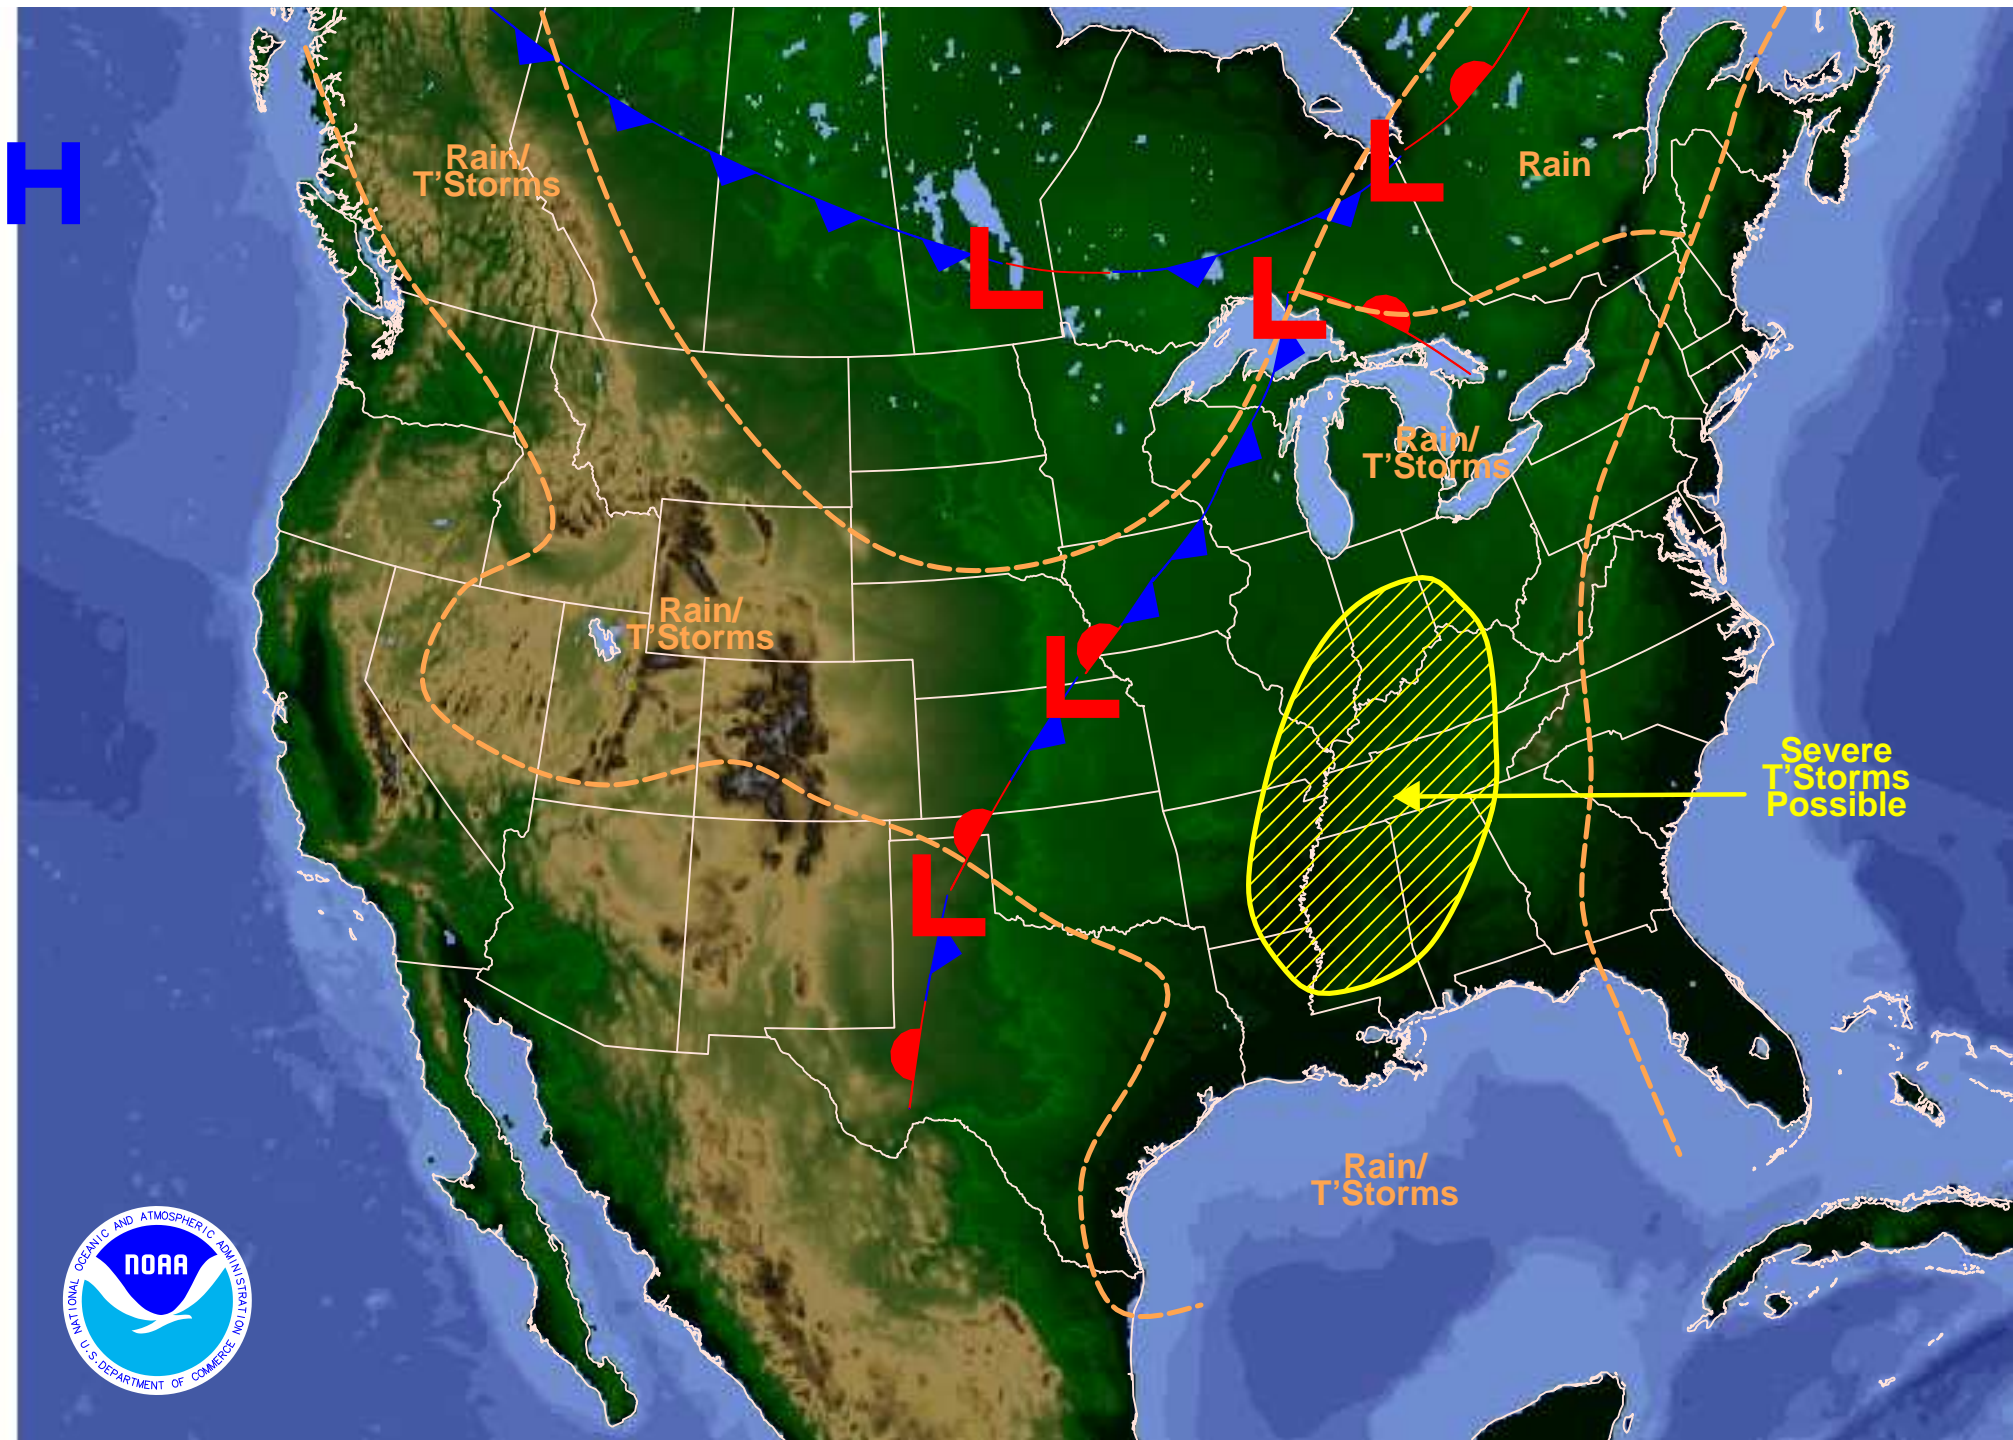 H
Rain/
T'Storms
L
Rain
L
L
Rain/
T'Storms
Rain/
T'Storms
L
Severe
T'Storms
Possible
L
Rain/
T'Storms
NATIONAL OCEANIC AND ATMOSPHERIC ADMINISTRATION
NOAA
U.S. DEPARTMENT OF COMMERCE